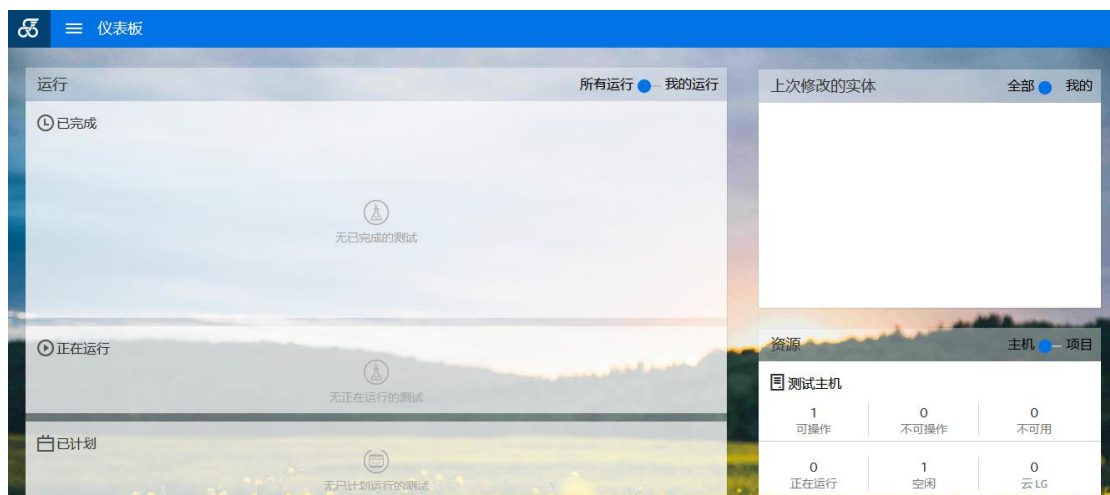 仪表板
运行 所有运行 我的运行
已完成
无已完成的测试
正在运行
无正在运行的测试
已计划
无已计划运行的测试
上次修改的实体 全部 我的
资源 主机 项目
测试主机
1 0 0
可操作 不可操作 不可用
0 1 0
正在运行 空闲 云 LG